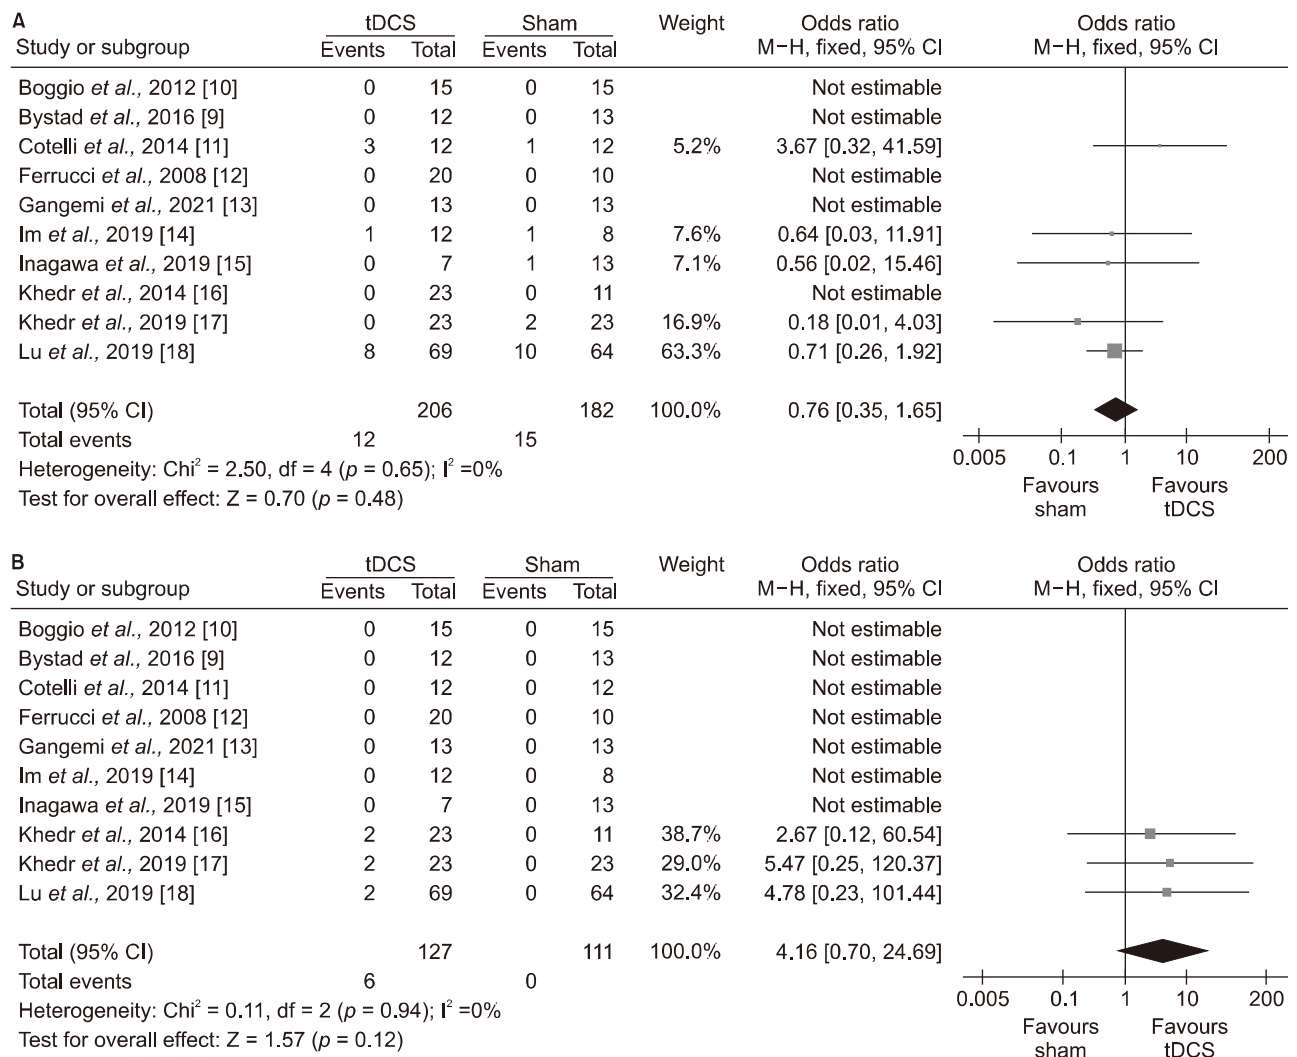 A
tDCS Sham Weight Odds ratio Odds ratio
Study or subgroup Events Total Events Total M−H, fixed, 95% CI M−H, fixed, 95% CI
Boggio et al., 2012 [10] 0 15 0 15 Not estimable
Bystad et al., 2016 [9] 0 12 0 13 Not estimable
Cotelli et al., 2014 [11] 3 12 1 12 5.2% 3.67 [0.32, 41.59]
Ferrucci et al., 2008 [12] 0 20 0 10 Not estimable
Gangemi et al., 2021 [13] 0 13 0 13 Not estimable
Im et al., 2019 [14] 1 12 1 8 7.6% 0.64 [0.03, 11.91]
Inagawa et al., 2019 [15] 0 7 1 13 7.1% 0.56 [0.02, 15.46]
Khedr et al., 2014 [16] 0 23 0 11 Not estimable
Khedr et al., 2019 [17] 0 23 2 23 16.9% 0.18 [0.01, 4.03]
Lu et al., 2019 [18] 8 69 10 64 63.3% 0.71 [0.26, 1.92]
Total (95% CI) 206 182 100.0% 0.76 [0.35, 1.65]
Total events 12 15
Heterogeneity: Chi² = 2.50, df = 4 (p = 0.65); I² =0%
Test for overall effect: Z = 0.70 (p = 0.48)
0.005 0.1 1 10 200
Favours Favours
sham tDCS
B
tDCS Sham Weight Odds ratio Odds ratio
Study or subgroup Events Total Events Total M−H, fixed, 95% CI M−H, fixed, 95% CI
Boggio et al., 2012 [10] 0 15 0 15 Not estimable
Bystad et al., 2016 [9] 0 12 0 13 Not estimable
Cotelli et al., 2014 [11] 0 12 0 12 Not estimable
Ferrucci et al., 2008 [12] 0 20 0 10 Not estimable
Gangemi et al., 2021 [13] 0 13 0 13 Not estimable
Im et al., 2019 [14] 0 12 0 8 Not estimable
Inagawa et al., 2019 [15] 0 7 0 13 Not estimable
Khedr et al., 2014 [16] 2 23 0 11 38.7% 2.67 [0.12, 60.54]
Khedr et al., 2019 [17] 2 23 0 23 29.0% 5.47 [0.25, 120.37]
Lu et al., 2019 [18] 2 69 0 64 32.4% 4.78 [0.23, 101.44]
Total (95% CI) 127 111 100.0% 4.16 [0.70, 24.69]
Total events 6 0
Heterogeneity: Chi² = 0.11, df = 2 (p = 0.94); I² =0%
Test for overall effect: Z = 1.57 (p = 0.12)
0.005 0.1 1 10 200
Favours Favours
sham tDCS